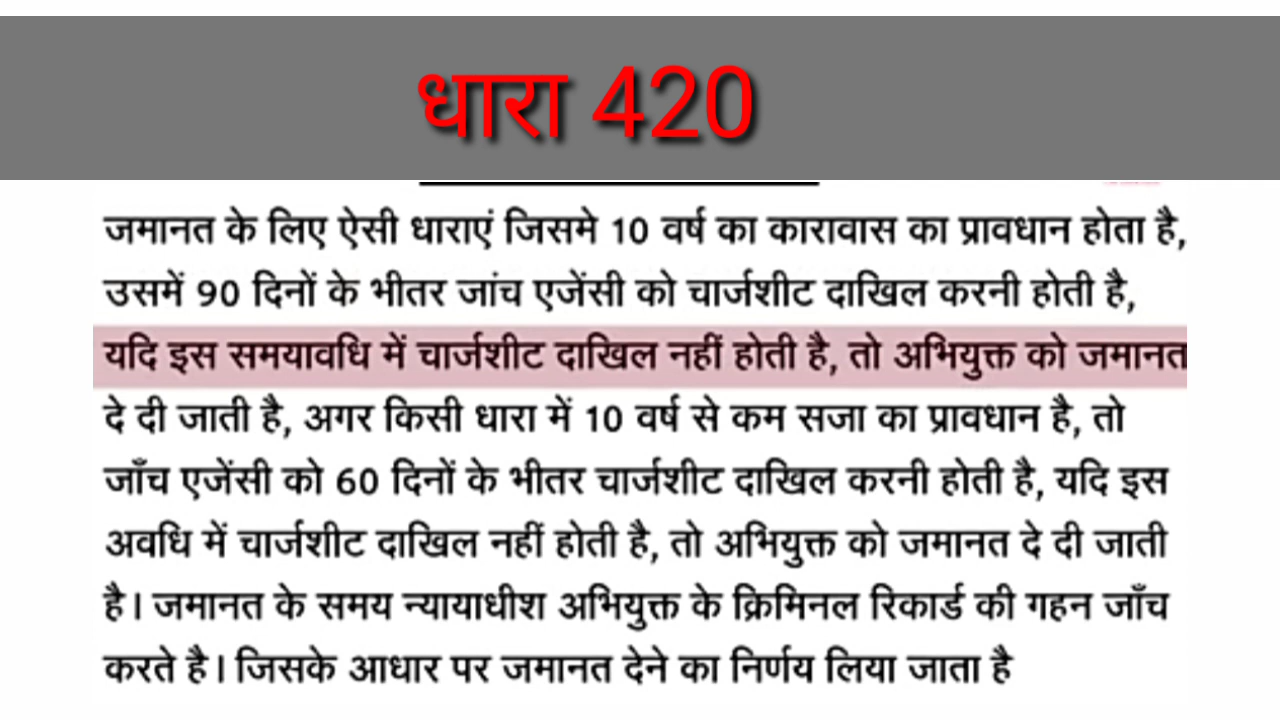 धारा 420
जमानत के लिए ऐसी धाराएं जिसमे 10 वर्ष का कारावास का प्रावधान होता है,
उसमें 90 दिनों के भीतर जांच एजेंसी को चार्जशीट दाखिल करनी होती है,
यदि इस समयावधि में चार्जशीट दाखिल नहीं होती है, तो अभियुक्त को जमानत
दे दी जाती है, अगर किसी धारा में 10 वर्ष से कम सजा का प्रावधान है, तो
जाँच एजेंसी को 60 दिनों के भीतर चार्जशीट दाखिल करनी होती है, यदि इस
अवधि में चार्जशीट दाखिल नहीं होती है, तो अभियुक्त को जमानत दे दी जाती
है। जमानत के समय न्यायाधीश अभियुक्त के क्रिमिनल रिकार्ड की गहन जाँच
करते है। जिसके आधार पर जमानत देने का निर्णय लिया जाता है